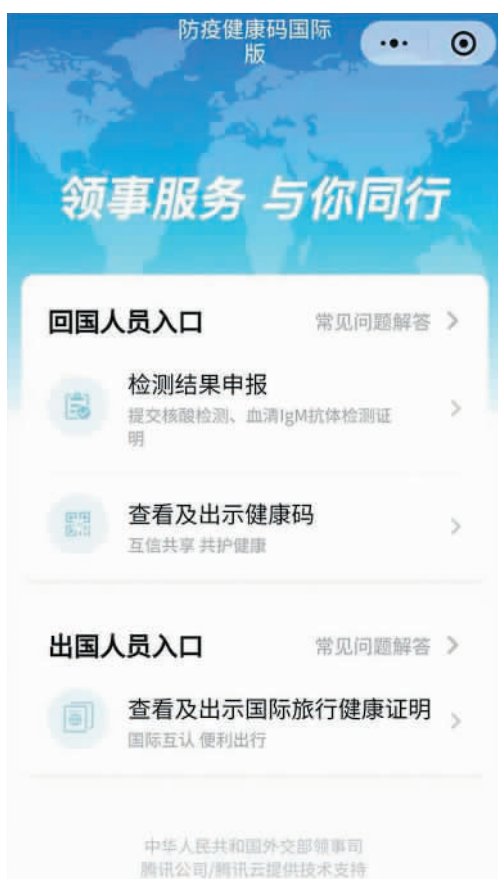 防疫健康码国际
版
领事服务 与你同行
回国人员入口
常见问题解答
检测结果申报
提交核酸检测、血清IgM抗体检测证
明
查看及出示健康码
互信共享 共护健康
出国人员入口
常见问题解答
查看及出示国际旅行健康证明
国际互认 便利出行
中华人民共和国外交部领事司
腾讯公司/腾讯云提供技术支持